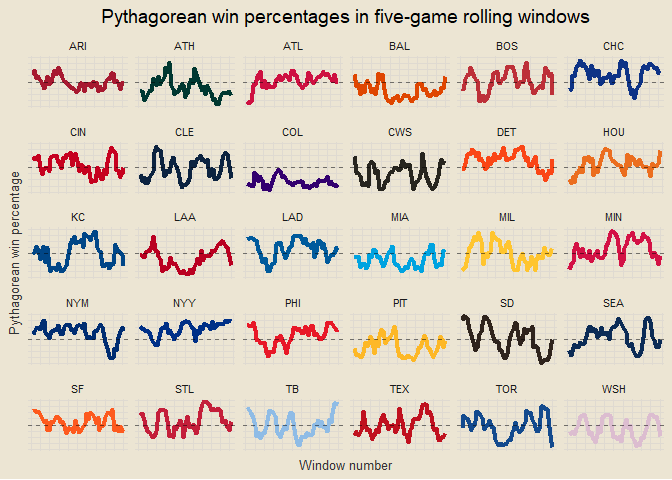 Pythagorean win percentages in five-game rolling windows
ARI ATH ATL BAL BOS CHC
CIN CLE COL CWS DET HOU
KC LAA LAD MIA MIL MIN
NYM NYY PHI PIT SD SEA
SF STL TB TEX TOR WSH
Pythagorean win percentage
Window number